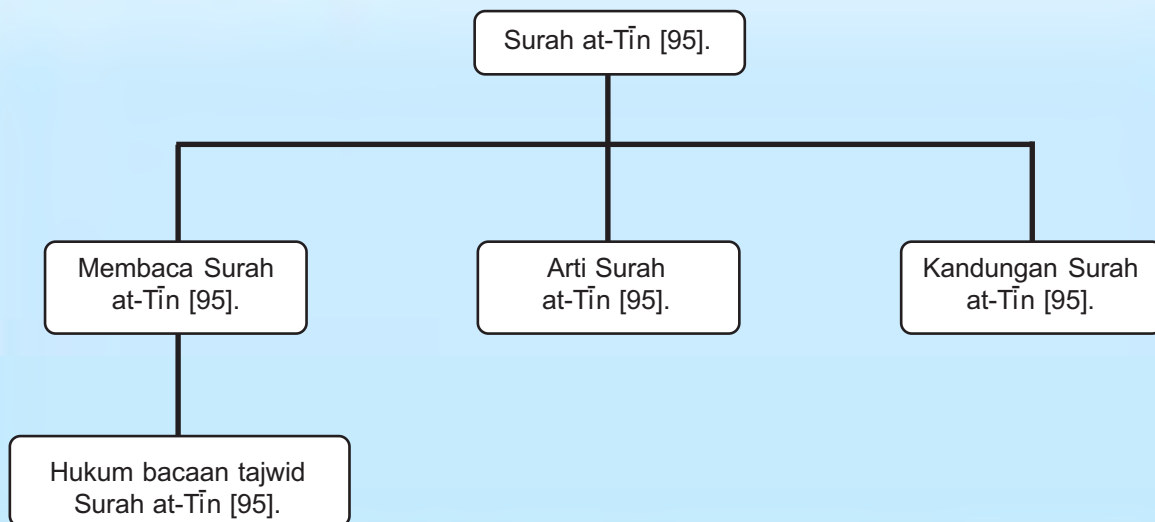 Surah at-Tīn [95].
Membaca Surah
at-Tīn [95].
Arti Surah
at-Tīn [95].
Kandungan Surah
at-Tīn [95].
Hukum bacaan tajwid
Surah at-Tīn [95].